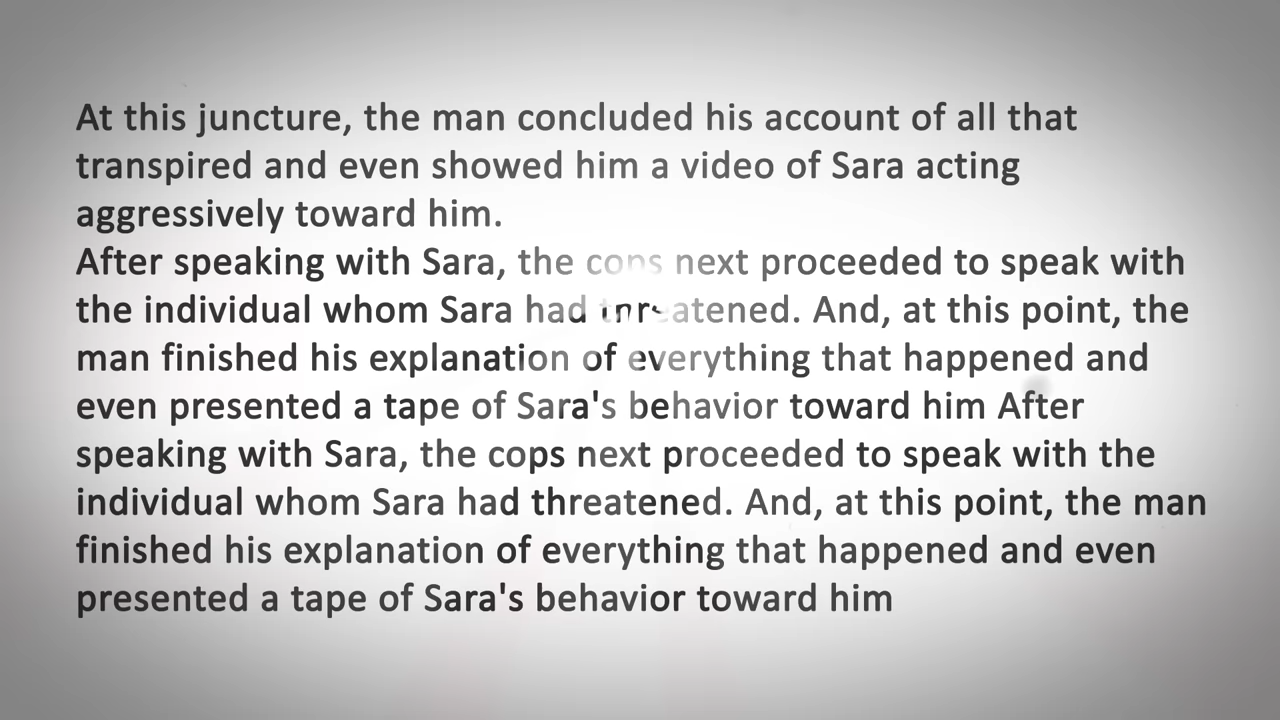 At this juncture, the man concluded his account of all that
transpired and even showed him a video of Sara acting
aggressively toward him.
After speaking with Sara, the cops next proceeded to speak with
the individual whom Sara had threatened. And, at this point, the
man finished his explanation of everything that happened and
even presented a tape of Sara's behavior toward him After
speaking with Sara, the cops next proceeded to speak with the
individual whom Sara had threatened. And, at this point, the man
finished his explanation of everything that happened and even
presented a tape of Sara's behavior toward him